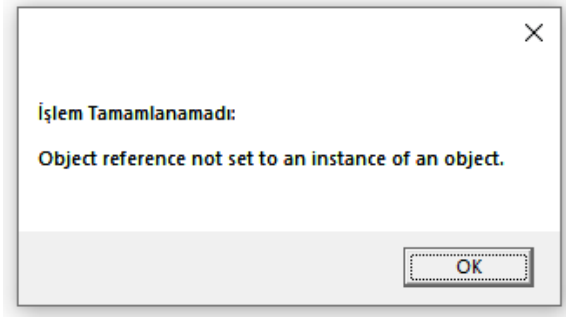 İşlem Tamamlanamadı:
Object reference not set to an instance of an object.
OK